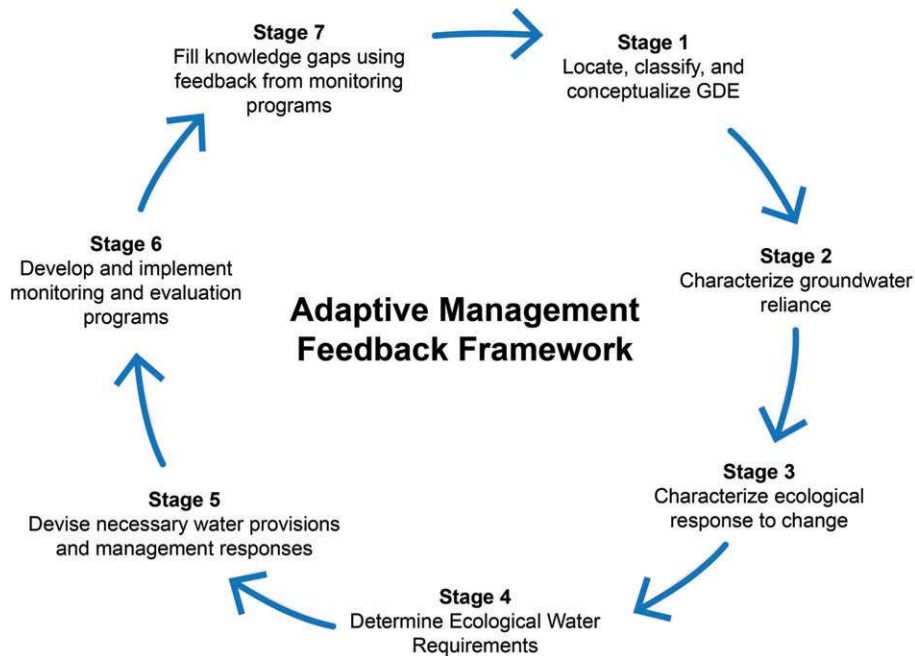 Adaptive Management
Feedback Framework
Stage 1
Locate, classify, and
conceptualize GDE
Stage 2
Characterize groundwater
reliance
Stage 3
Characterize ecological
response to change
Stage 4
Determine Ecological Water
Requirements
Stage 5
Devise necessary water provisions
and management responses
Stage 6
Develop and implement
monitoring and evaluation
programs
Stage 7
Fill knowledge gaps using
feedback from monitoring
programs